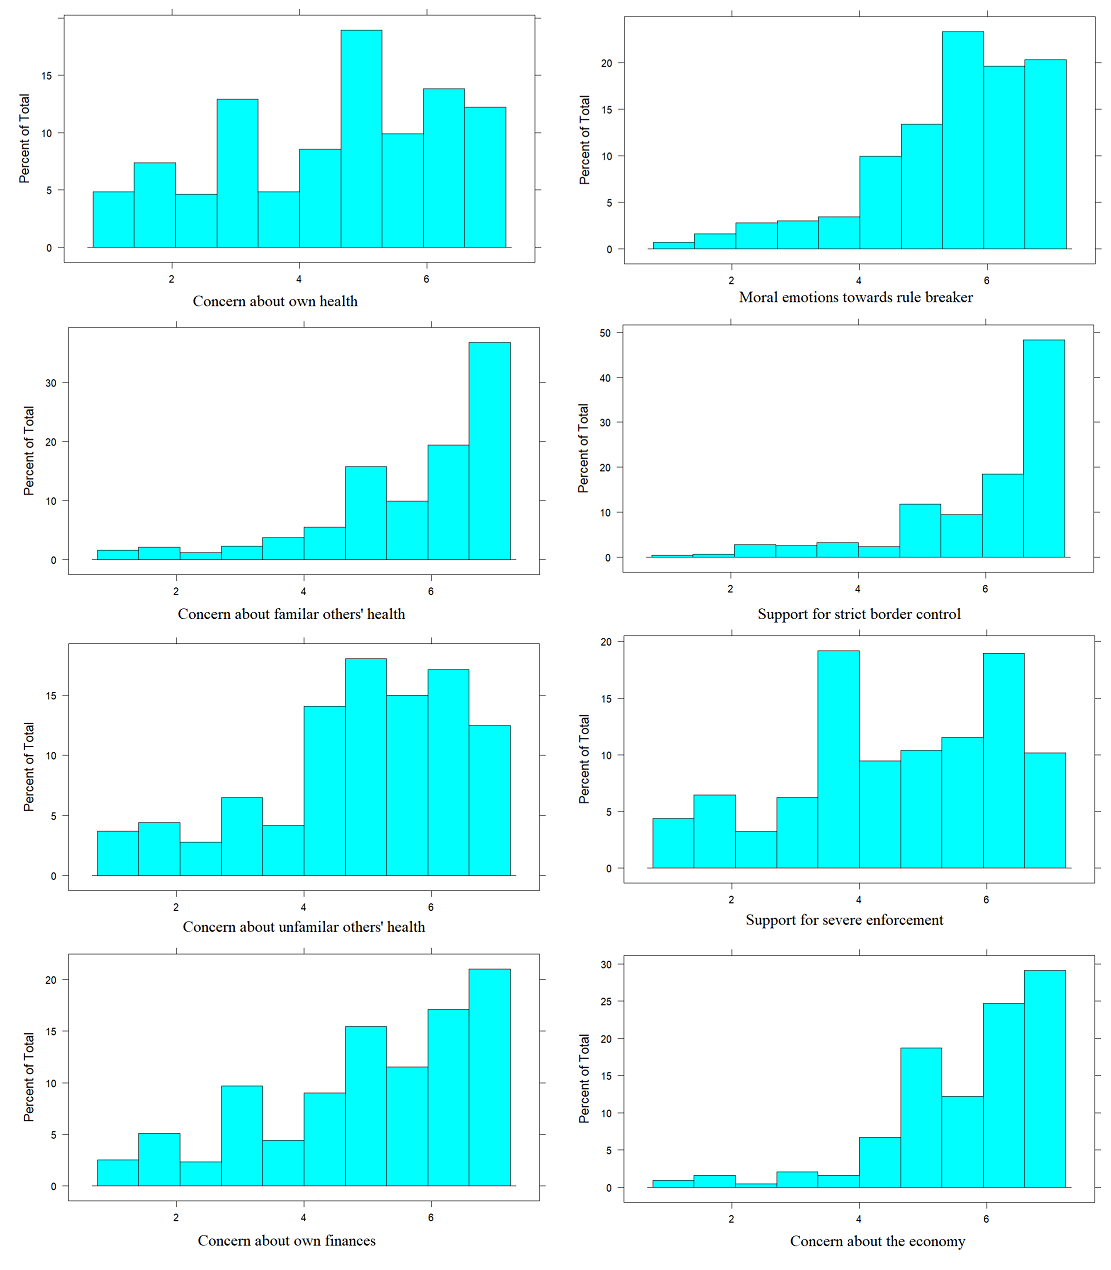 Percent of Total
15
10
5
0
2 4 6
Concern about own health
Percent of Total
20
15
10
5
0
2 4 6
Moral emotions towards rule breaker
Percent of Total
30
20
10
0
2 4 6
Concern about familar others' health
Percent of Total
50
40
30
20
10
0
2 4 6
Support for strict border control
Percent of Total
15
10
5
0
2 4 6
Concern about unfamilar others' health
Percent of Total
20
15
10
5
0
2 4 6
Support for severe enforcement
Percent of Total
20
15
10
5
0
2 4 6
Concern about own finances
Percent of Total
30
25
20
15
10
5
0
2 4 6
Concern about the economy